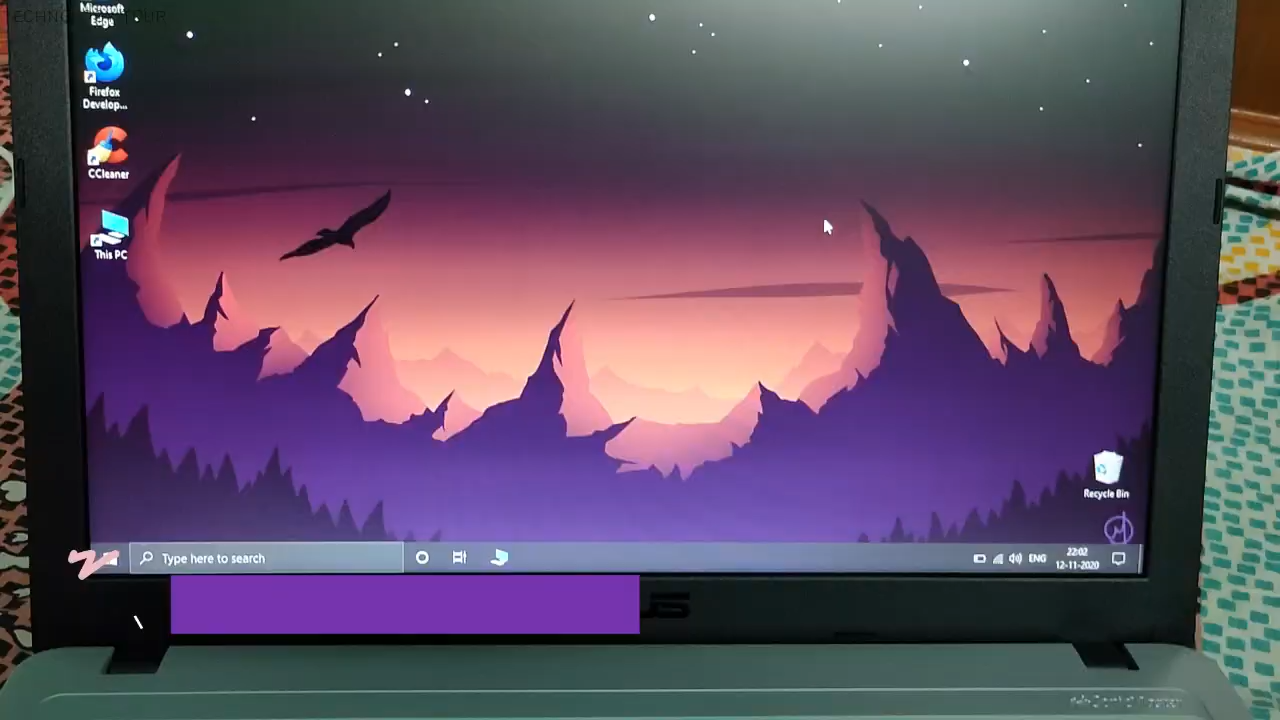 Microsoft
Edge
Firefox
Develop...
CCleaner
This PC
Recycle Bin
Type here to search
ENG
22:02
12-11-2020